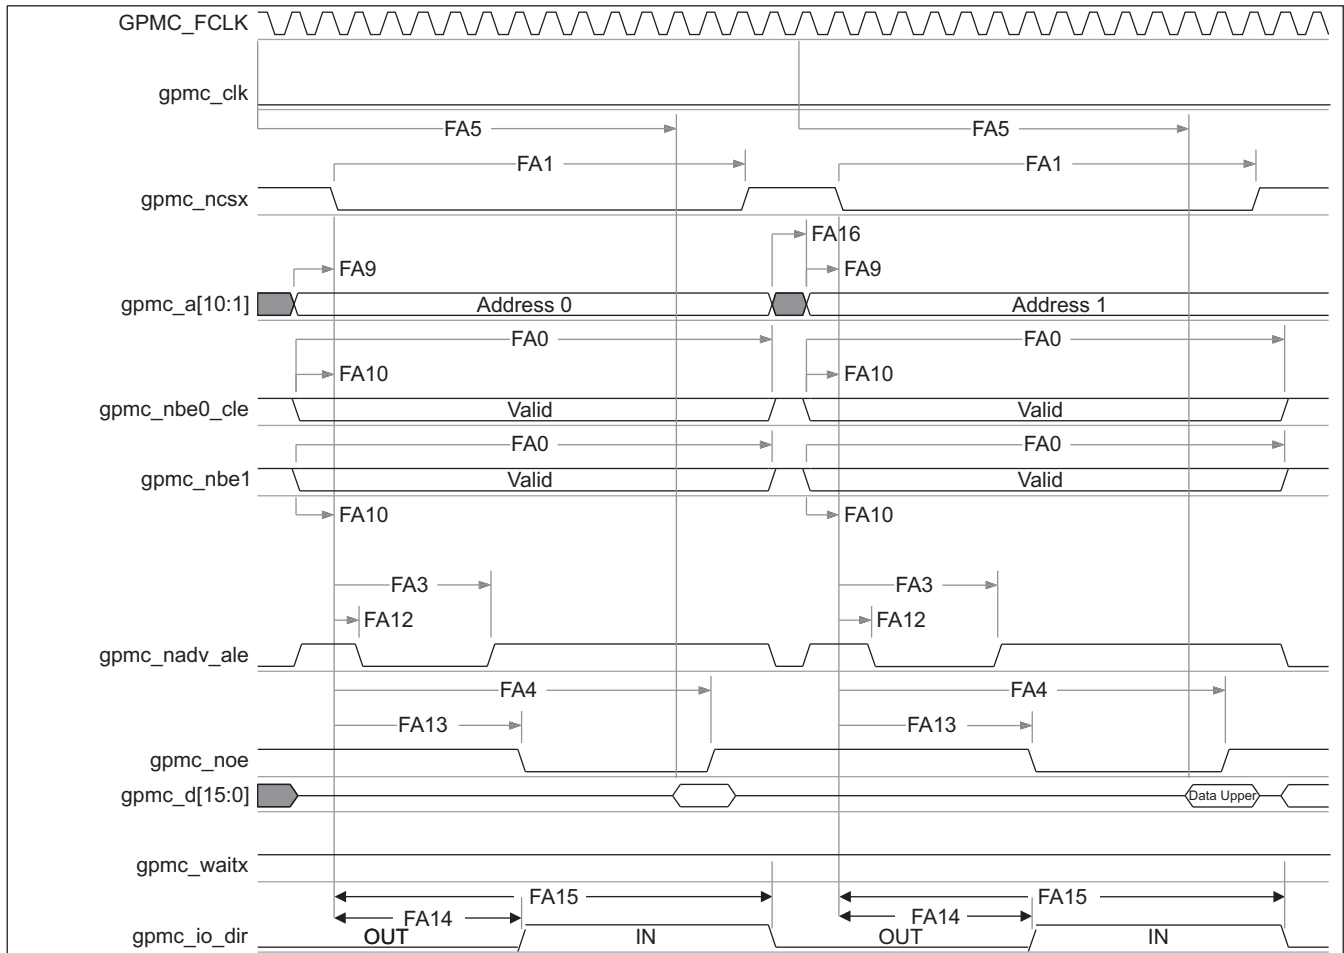 GPMC_FCLK
gpmc_clk
FA5 FA5
FA1 FA1
gpmc_ncsx
FA16
FA9 FA9
gpmc_a[10:1] Address 0 Address 1
FA0 FA0
FA10 FA10
gpmc_nbe0_cle Valid Valid
FA0 FA0
gpmc_nbe1 Valid Valid
FA10 FA10
FA3 FA3
FA12 FA12
gpmc_nadv_ale
FA4 FA4
FA13 FA13
gpmc_noe
gpmc_d[15:0] Data Upper
gpmc_waitx
FA15 FA15
FA14 FA14
gpmc_io_dir OUT IN OUT IN